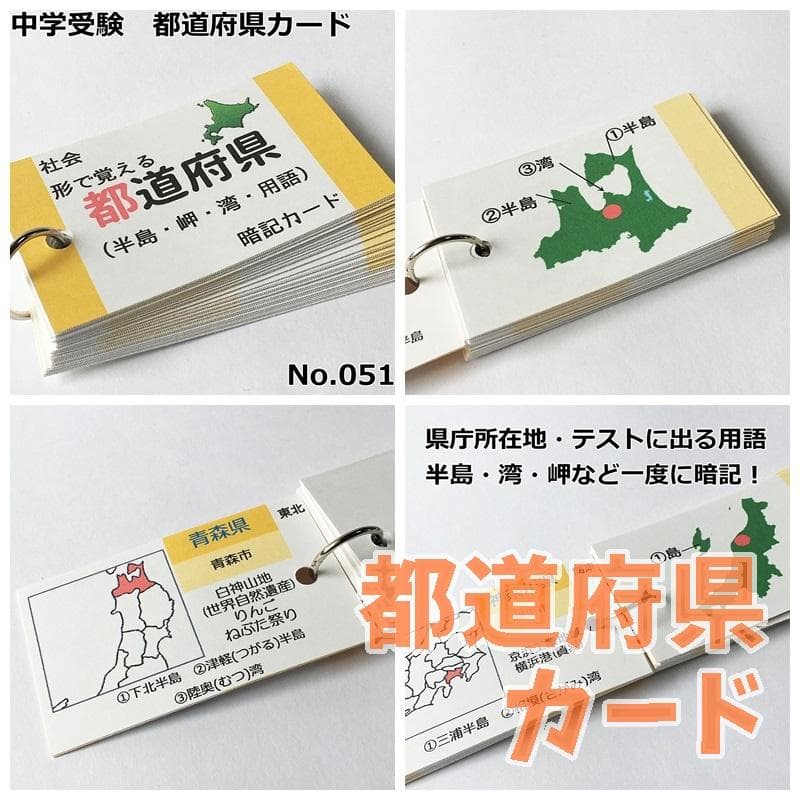 中学受験　都道府県カード
社会
形で覚える
都道府県
(半島・岬・湾・用語)
暗記カード
No.051
①半島
③湾
②半島
東北
青森県
青森市
白神山地
(世界自然遺産)
りんご
ねぶた祭り
②津軽(つがる)半島
①下北半島
③陸奥(むつ)湾
県庁所在地・テストに出る用語
半島・湾・岬など一度に暗記！
①島
都道府県
カード
①三浦半島